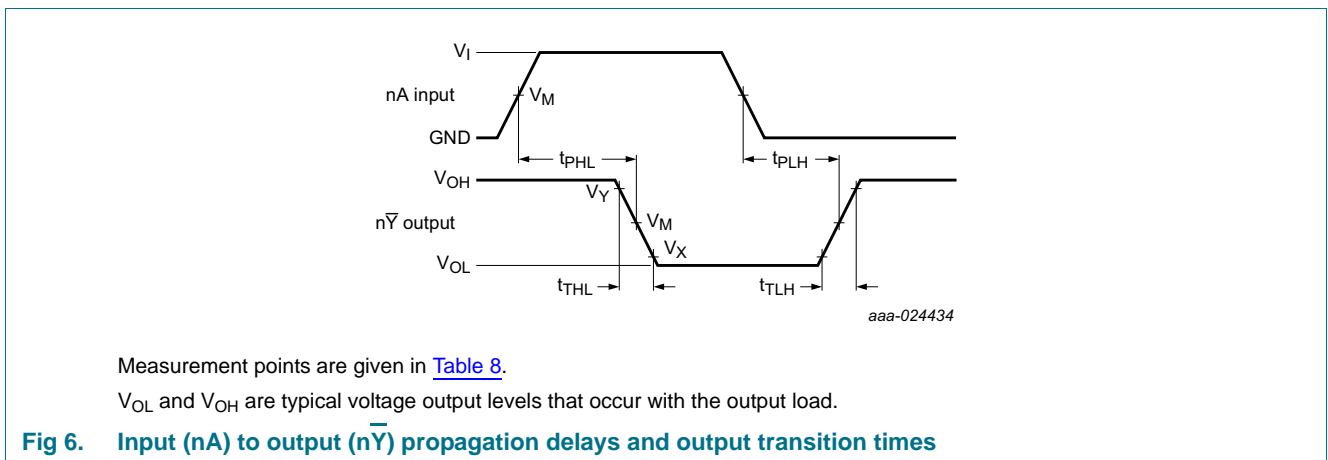 VI
nA input
VM
GND
tPHL
tPLH
VOH
VY
nY̅ output
VM
VX
VOL
tTHL
tTLH
aaa-024434
Measurement points are given in Table 8.
VOL and VOH are typical voltage output levels that occur with the output load.
Fig 6. Input (nA) to output (nY̅) propagation delays and output transition times